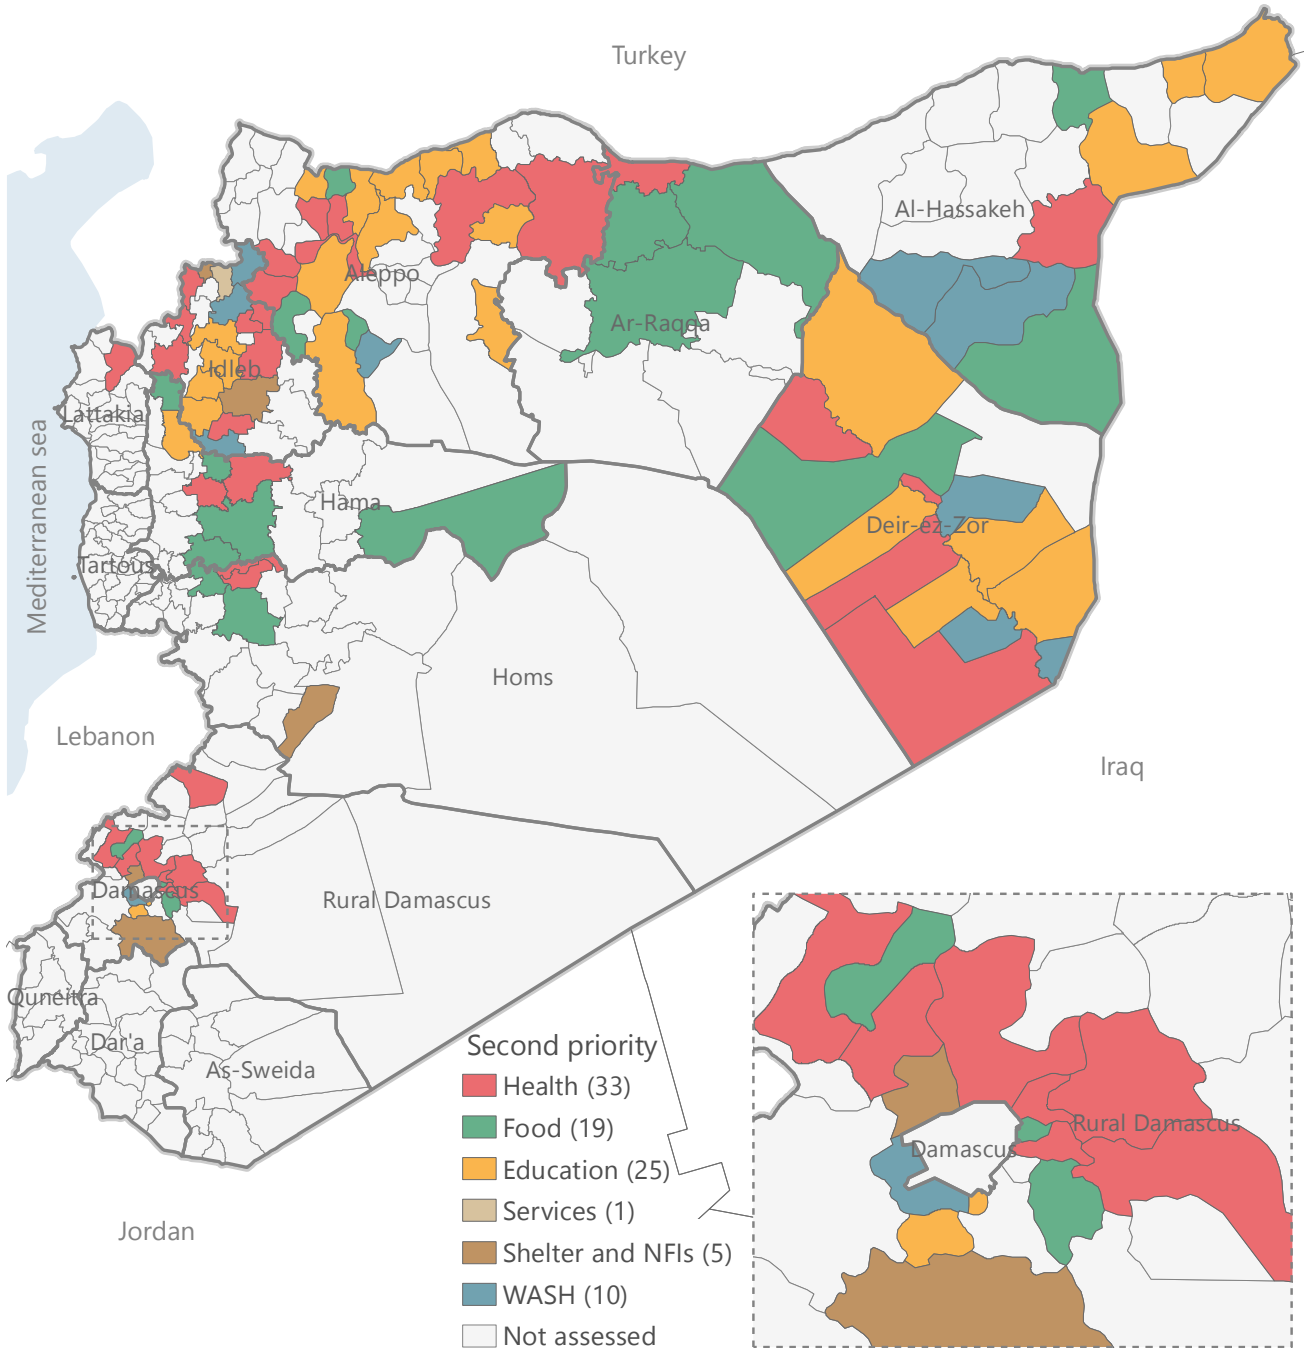 Turkey
Al-Hassakeh
Aleppo
Ar-Raqqa
Idleb
Lattakia
Mediterranean sea
Hama
Deir-ez-Zor
Tartous
Homs
Lebanon
Iraq
Damascus
Rural Damascus
Quneitra
Dar'a
As-Sweida
Jordan
Second priority
Health (33)
Food (19)
Education (25)
Services (1)
Shelter and NFIs (5)
WASH (10)
Not assessed
Rural Damascus
Damascus